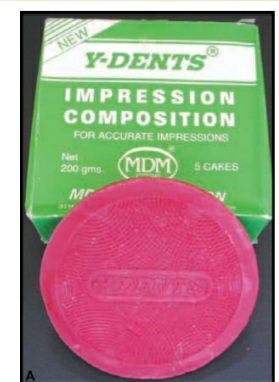 NEW
Y-DENTS®
IMPRESSION
COMPOSITION
FOR ACCURATE IMPRESSIONS
Net
200 gms.
MDM®
5 CAKES
Y-DENTS
A